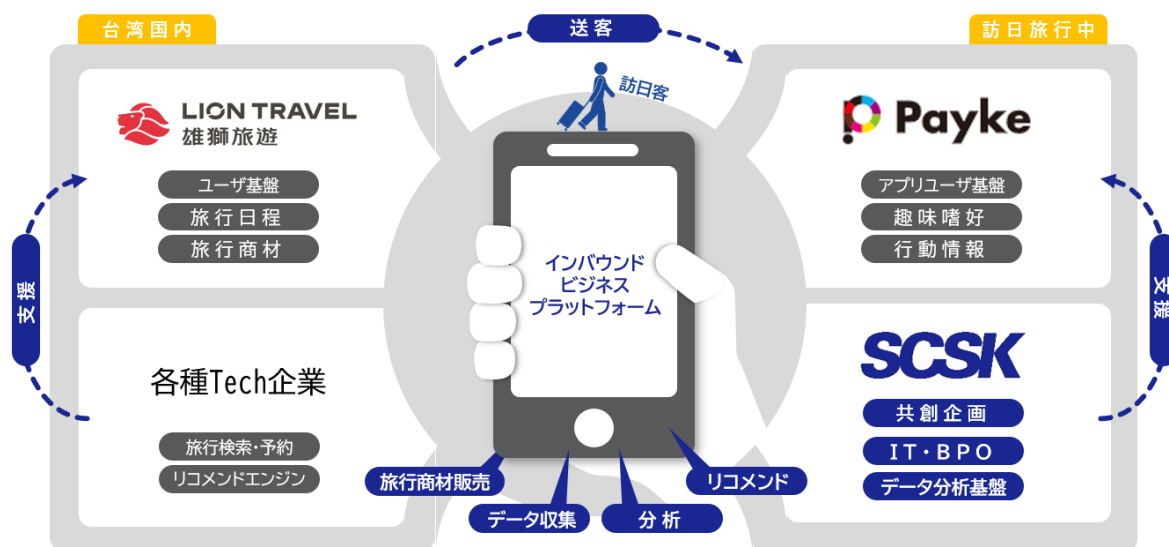 台湾国内
送客
訪日旅行中
訪日客
LION TRAVEL
雄獅旅遊
ユーザ基盤
旅行日程
旅行商材
Payke
アプリユーザ基盤
趣味嗜好
行動情報
支援
インバウンド
ビジネス
プラットフォーム
支援
各種Tech企業
旅行検索・予約
リコメンドエンジン
SCSK
共創企画
IT・BPO
データ分析基盤
旅行商材販売
データ収集
分析
リコメンド